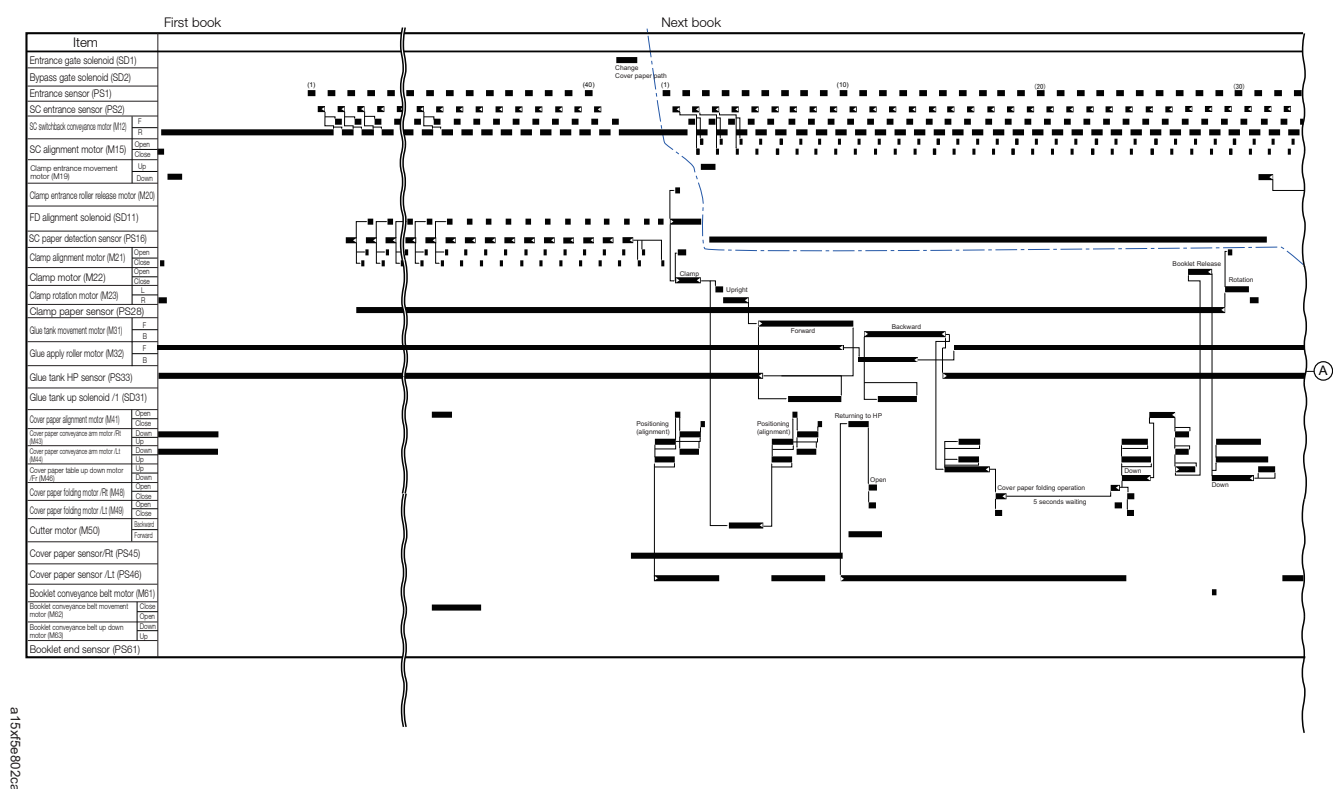 First book
Next book
Item
Entrance gate solenoid (SD1)
Change
Cover paper path
Bypass gate solenoid (SD2)
Entrance sensor (PS1)
(1)
(40)
(1)
(10)
(20)
(30)
SC entrance sensor (PS2)
SC switchback conveyance motor (M12)
F
R
SC alignment motor (M15)
Open
Close
Clamp entrance movement
motor (M19)
Up
Down
Clamp entrance roller release motor (M20)
FD alignment solenoid (SD11)
SC paper detection sensor (PS16)
Clamp alignment motor (M21)
Open
Close
Clamp motor (M22)
Open
Close
Clamp
Booklet Release
Rotation
Clamp rotation motor (M23)
L
R
Upright
Clamp paper sensor (PS28)
Glue tank movement motor (M31)
F
B
Forward
Backward
Glue apply roller motor (M32)
F
B
Glue tank HP sensor (PS33)
A
Glue tank up solenoid /1 (SD31)
Cover paper alignment motor (M41)
Open
Close
Positioning
(alignment)
Positioning
(alignment)
Returning to HP
Cover paper conveyance arm motor /Rt
(M43)
Down
Up
Cover paper conveyance arm motor /Lt
(M44)
Down
Up
Cover paper table up down motor
/Fr (M46)
Up
Down
Down
Down
Cover paper folding motor /Rt (M48)
Open
Close
Open
Cover paper folding operation
Cover paper folding motor /Lt (M49)
Open
Close
5 seconds waiting
Cutter motor (M50)
Backward
Forward
Cover paper sensor/Rt (PS45)
Cover paper sensor /Lt (PS46)
Booklet conveyance belt motor (M61)
Booklet conveyance belt movement
motor (M62)
Close
Open
Booklet conveyance belt up down
motor (M63)
Down
Up
Booklet end sensor (PS61)
a15xf5e802ca